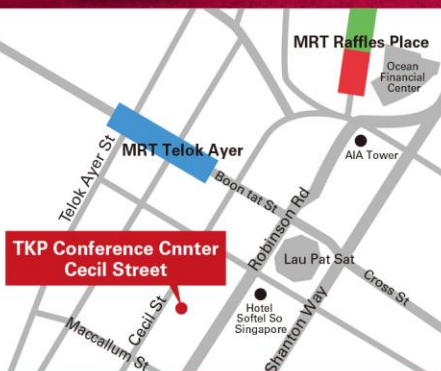 MRT Raffles Place
Ocean
Financial
Center
MRT Telok Ayer
AIA Tower
Telok Ayer St
Boon tat St
Robinson Rd
TKP Conference Cnnter
Cecil Street
Lau Pat Sat
Cross St
Cecil St
Hotel
Softel So
Singapore
Shanton Way
Maccallum St